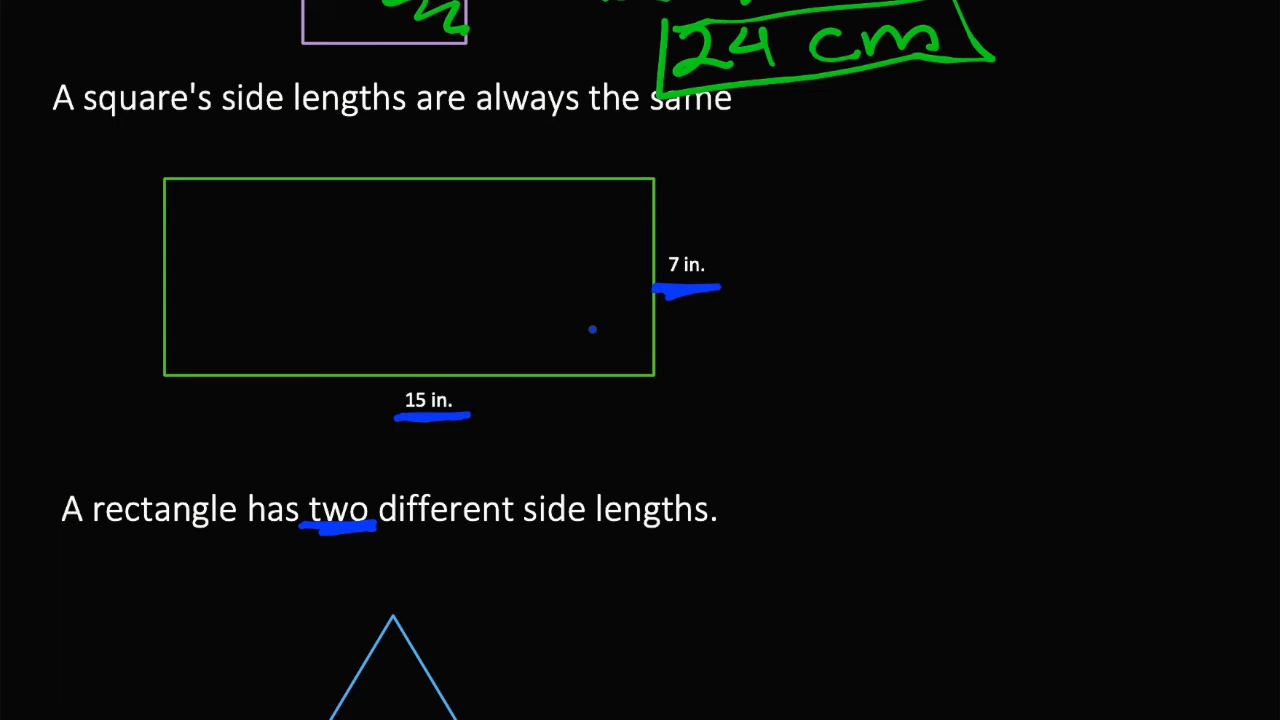 24 cm
A square's side lengths are always the same
7 in.
15 in.
A rectangle has two different side lengths.